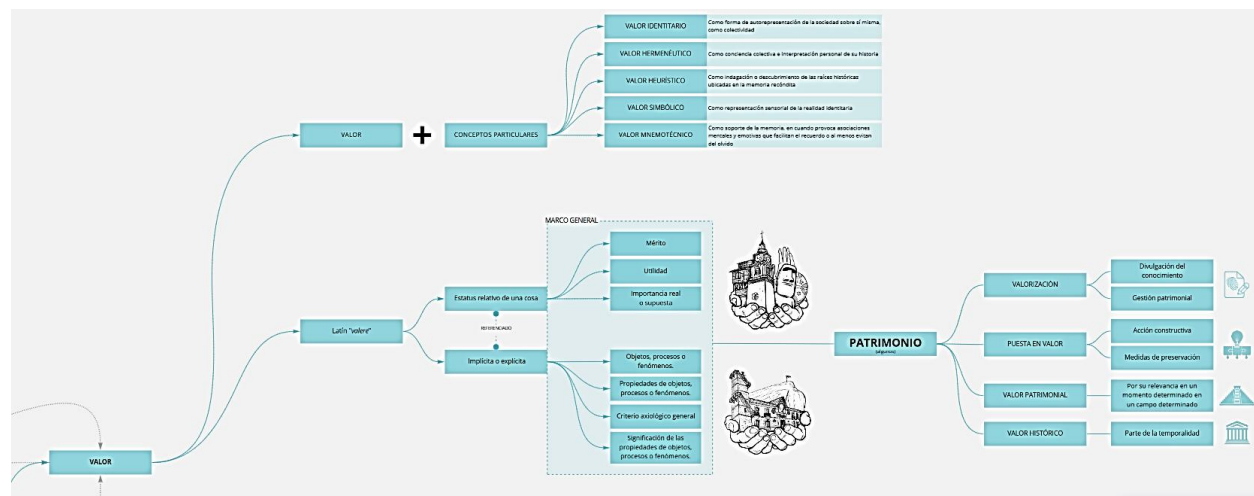 VALOR IDENTITARIO
Como forma de autorepresentación de la sociedad sobre sí misma,
como colectividad
VALOR HERMENÉUTICO
Como conciencia colectiva e interpretación personal de su historia
VALOR HEURÍSTICO
Como indagación o descubrimiento de las raíces históricas
ubicadas en la memoria recóndita
VALOR SIMBÓLICO
Como representación sensorial de la realidad identitaria
VALOR MNEMOTÉCNICO
Como soporte de la memoria, en cuando provoca asociaciones
mentales y emotivas que facilitan el recuerdo o al menos evitan
del olvido
VALOR
+
CONCEPTOS PARTICULARES
MARCO GENERAL
Mérito
Utilidad
Importancia real
o supuesta
Estatus relativo de una cosa
REFERENCIADO
Latín "valere"
Implícita o explícita
Objetos, procesos o
fenómenos.
Propiedades de objetos,
procesos o fenómenos.
Criterio axiológico general
Significación de las
propiedades de objetos,
procesos o fenómenos.
VALOR
PATRIMONIO
(algunos)
VALORIZACIÓN
Divulgación del
conocimiento
Gestión patrimonial
PUESTA EN VALOR
Acción constructiva
Medidas de preservación
VALOR PATRIMONIAL
Por su relevancia en un
momento determinado en
un campo determinado
VALOR HISTÓRICO
Parte de la temporalidad